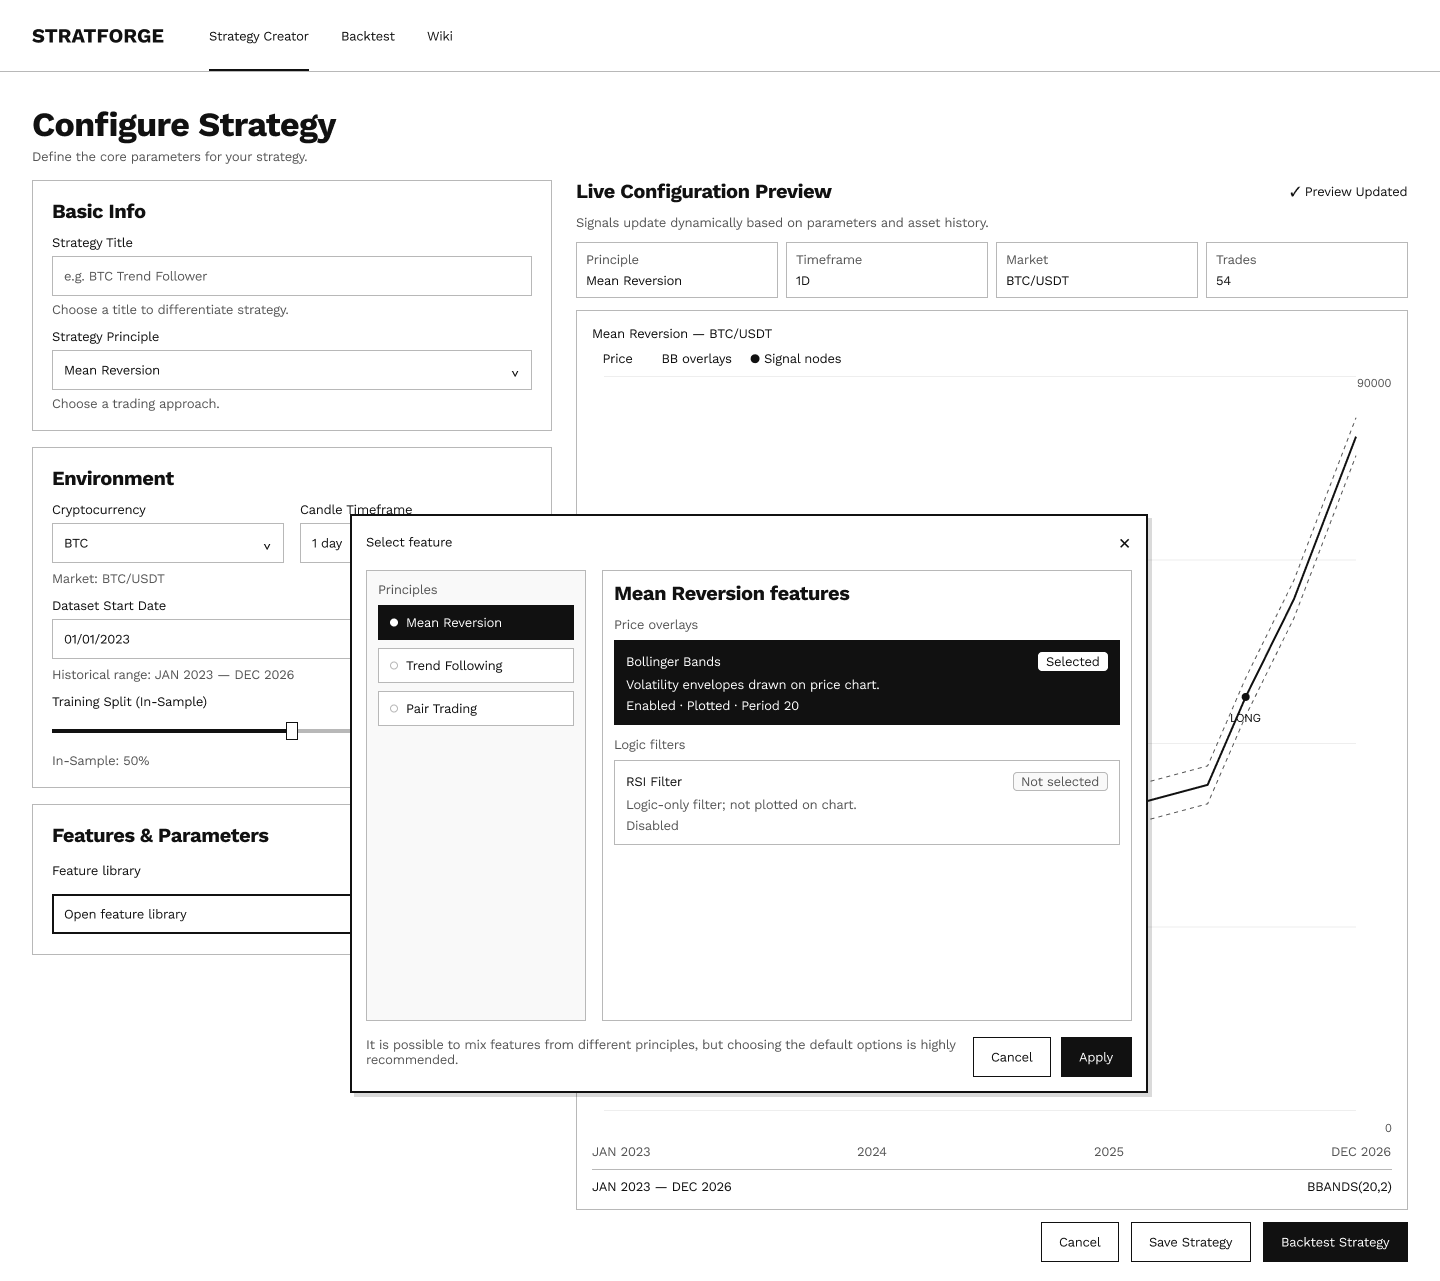 STRATFORGE
Strategy Creator
Backtest
Wiki
Configure Strategy
Define the core parameters for your strategy.
Basic Info
Strategy Title
e.g. BTC Trend Follower
Choose a title to differentiate strategy.
Strategy Principle
Mean Reversion
Choose a trading approach.
Environment
Cryptocurrency
Candle Timeframe
BTC
1 day
Market: BTC/USDT
Dataset Start Date
01/01/2023
Historical range: JAN 2023 — DEC 2026
Training Split (In-Sample)
In-Sample: 50%
Features & Parameters
Feature library
Open feature library
Live Configuration Preview
✓ Preview Updated
Signals update dynamically based on parameters and asset history.
Principle
Mean Reversion
Timeframe
1D
Market
BTC/USDT
Trades
54
Mean Reversion — BTC/USDT
Price
BB overlays
Signal nodes
90000
LONG
0
JAN 2023
2024
2025
DEC 2026
JAN 2023 — DEC 2026
BBANDS(20,2)
Select feature
✕
Principles
Mean Reversion
Trend Following
Pair Trading
Mean Reversion features
Price overlays
Bollinger Bands
Selected
Volatility envelopes drawn on price chart.
Enabled · Plotted · Period 20
Logic filters
RSI Filter
Not selected
Logic-only filter; not plotted on chart.
Disabled
It is possible to mix features from different principles, but choosing the default options is highly
recommended.
Cancel
Apply
Cancel
Save Strategy
Backtest Strategy